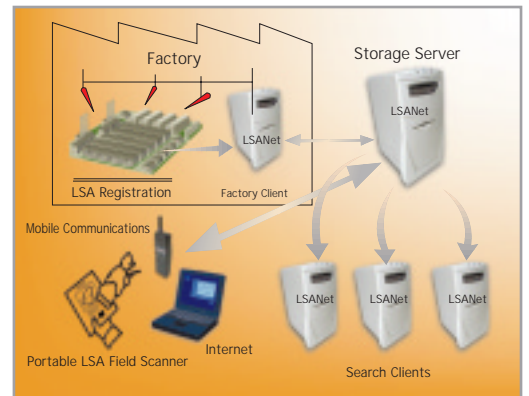 Factory
Storage Server
LSANet
LSANet
LSA Registration
Factory Client
Mobile Communications
LSANet
LSANet
LSANet
Internet
Portable LSA Field Scanner
Search Clients